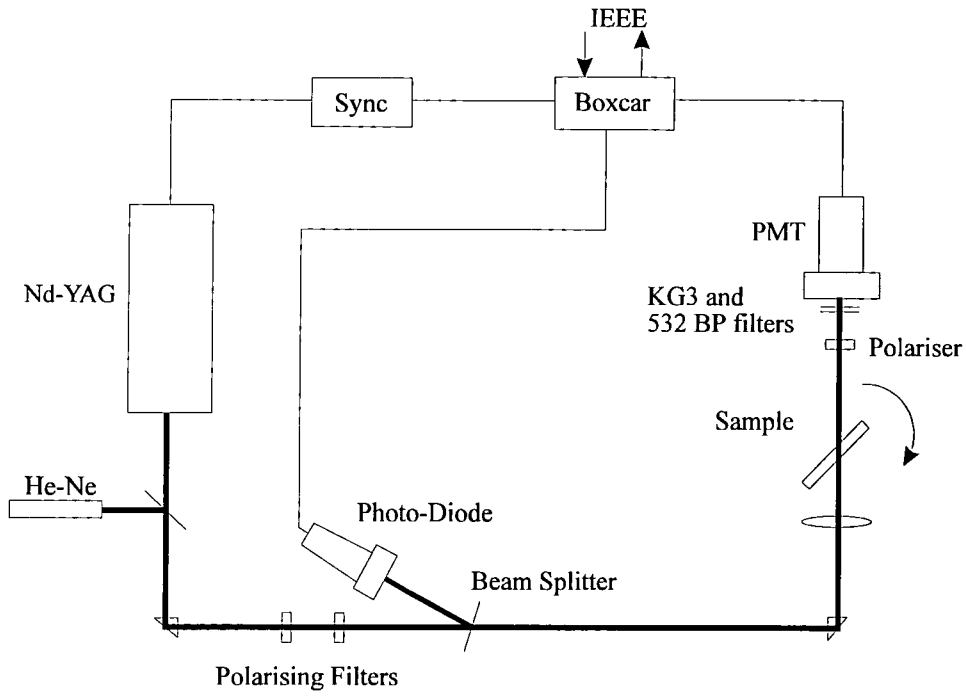 IEEE
Sync
Boxcar
PMT
Nd-YAG
KG3 and
532 BP filters
Polariser
Sample
He-Ne
Photo-Diode
Beam Splitter
Polarising Filters